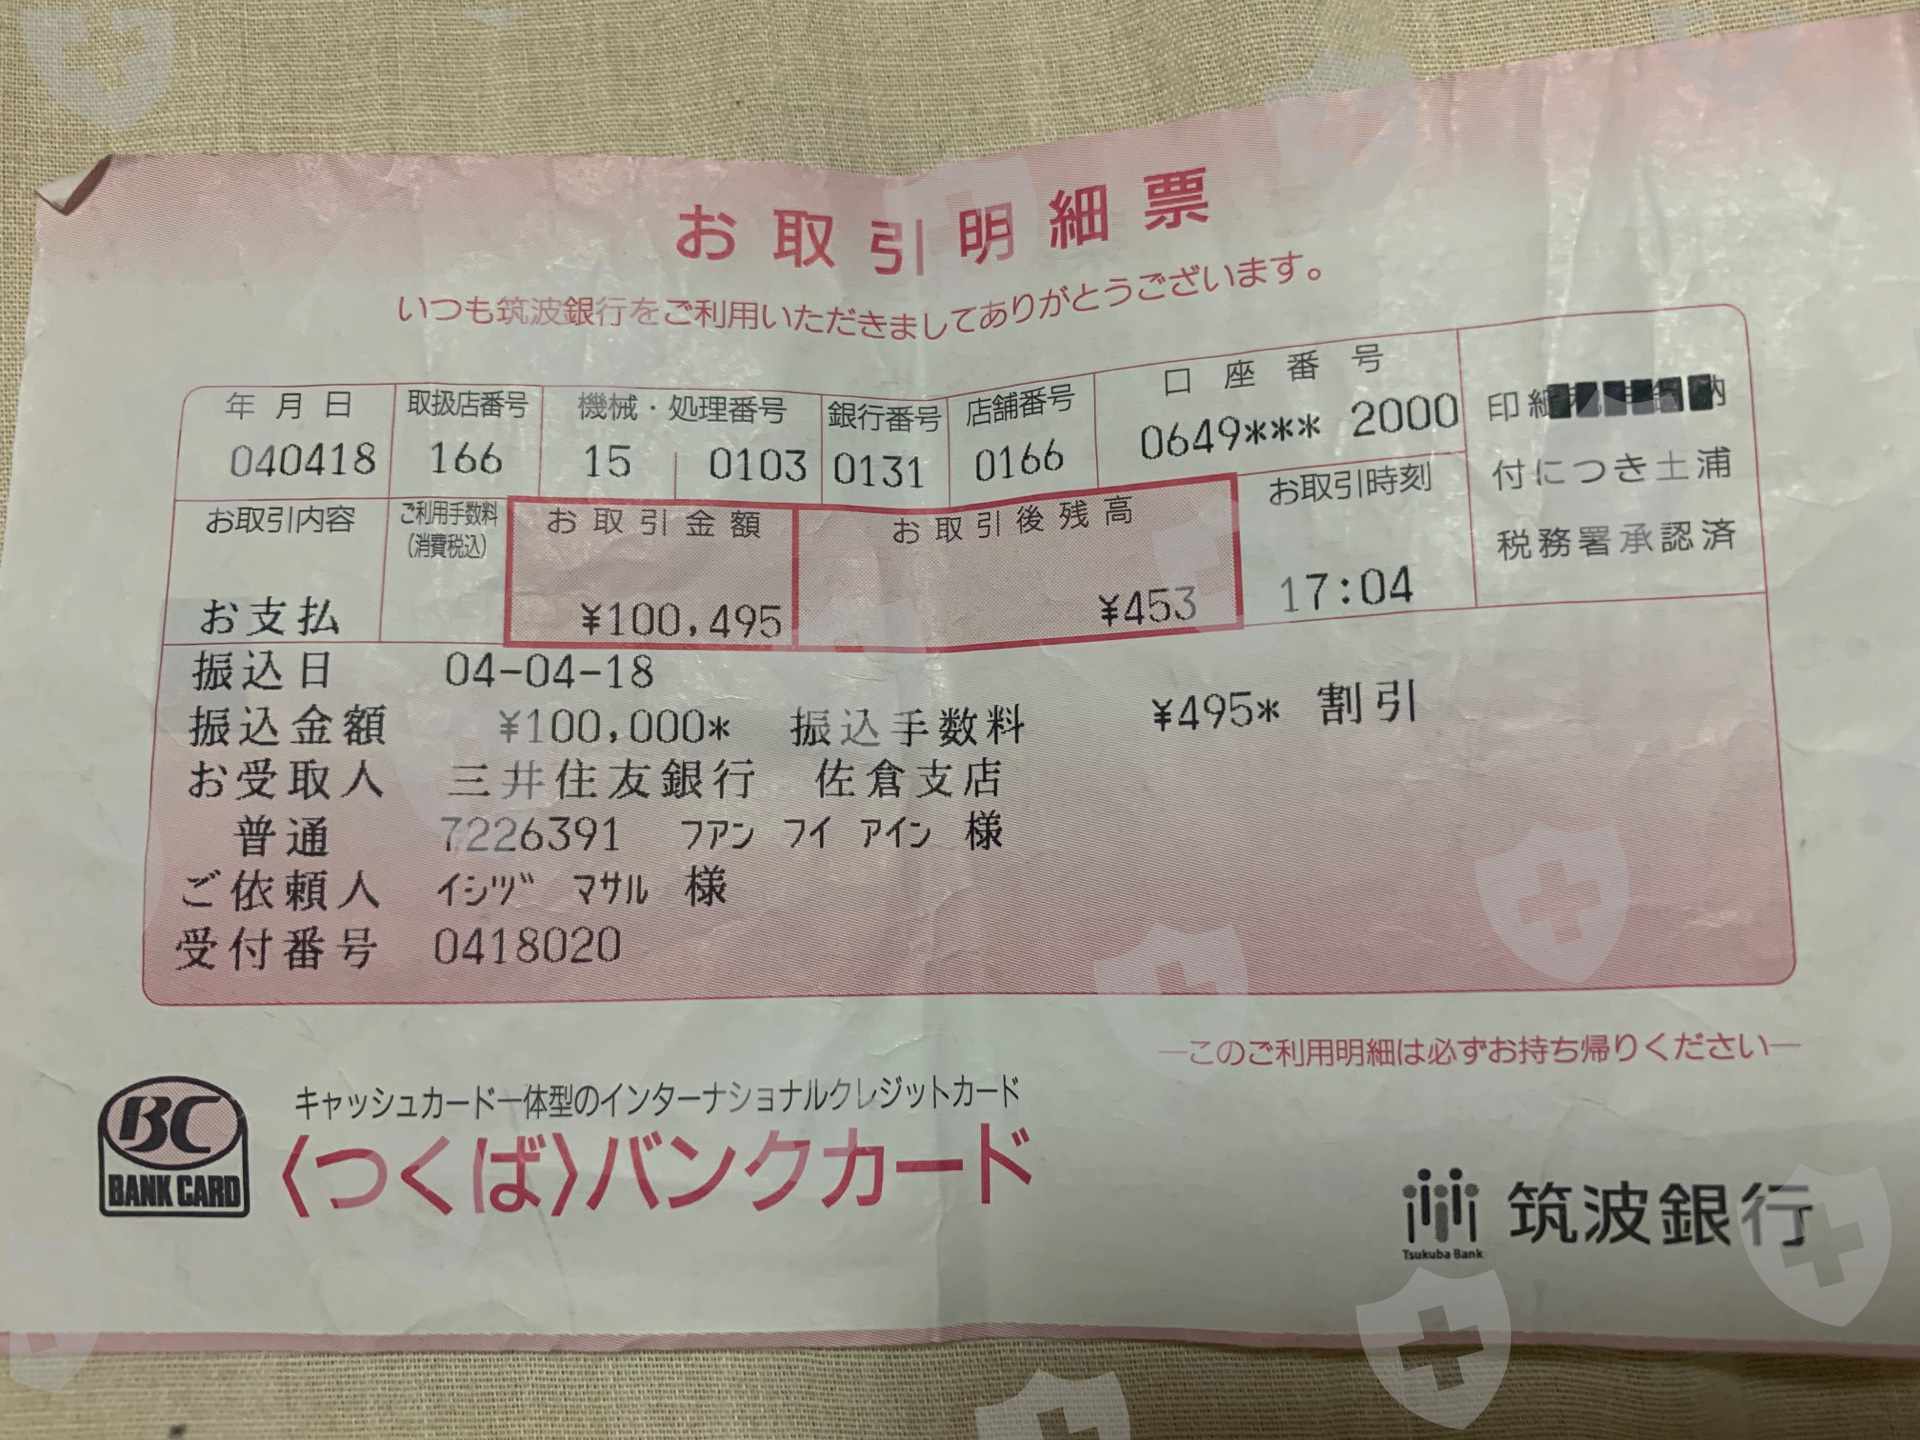 お取引明細票
いつも筑波銀行をご利用いただきましてありがとうございます。
年月日 取扱店番号 機械・処理番号 銀行番号 店舗番号 口座番号
040418 166 15 0103 0131 0166 0649*** 2000
印紙 納
付につき土浦
税務署承認済
お取引内容 ご利用手数料(消費税込) お取引金額 お取引後残高 お取引時刻
お支払 ¥100,495 ¥453 17:04
振込日 04-04-18
振込金額 ¥100,000* 振込手数料 ¥495* 割引
お受取人 三井住友銀行 佐倉支店
普通 7226391 フアン フイ アイン 様
ご依頼人 イシヅ マサル 様
受付番号 0418020
―このご利用明細は必ずお持ち帰りください―
BC
BANK CARD
キャッシュカード一体型のインターナショナルクレジットカード
〈つくば〉バンクカード
Tsukuba Bank
筑波銀行